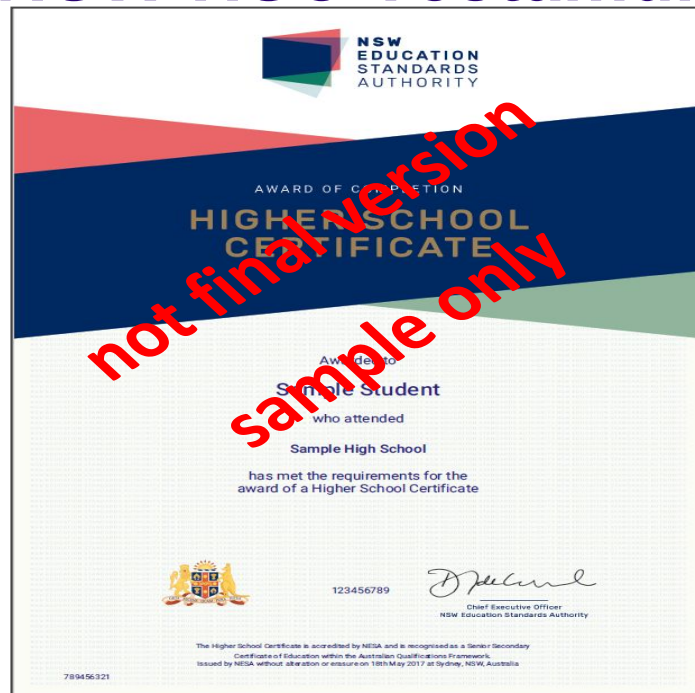 NSW
EDUCATION
STANDARDS
AUTHORITY
AWARD OF COMPLETION
HIGHER SCHOOL
CERTIFICATE
not final version
sample only
Awarded to
Sample Student
who attended
Sample High School
has met the requirements for the
award of a Higher School Certificate
123456789
Chief Executive Officer
NSW Education Standards Authority
The Higher School Certificate is accredited by NESA and is recognised as a Senior Secondary
Certificate of Education within the Australian Qualifications Framework.
Issued by NESA without alteration or erasure on 18th May 2017 at Sydney, NSW, Australia
789456321